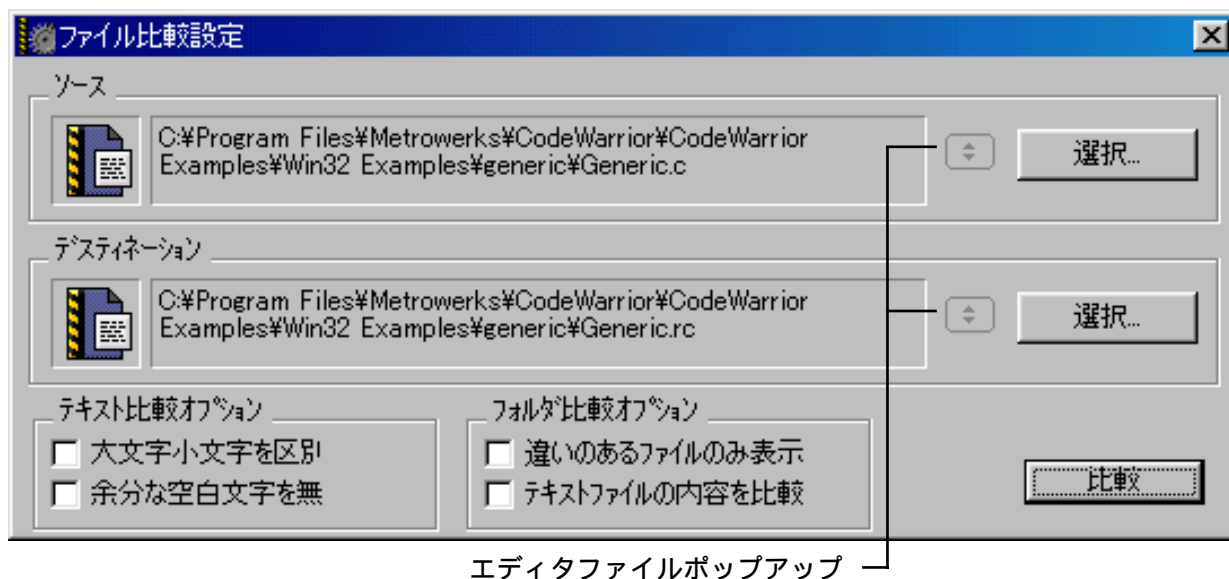 ファイル比較設定
ソース
C:¥Program Files¥Metrowerks¥CodeWarrior¥CodeWarrior
Examples¥Win32 Examples¥generic¥Generic.c
選択...
デスティネーション
C:¥Program Files¥Metrowerks¥CodeWarrior¥CodeWarrior
Examples¥Win32 Examples¥generic¥Generic.rc
選択...
テキスト比較オプション
大文字小文字を区別
余分な空白文字を無
フォルダ比較オプション
違いのあるファイルのみ表示
テキストファイルの内容を比較
比較
エディタファイルポップアップ